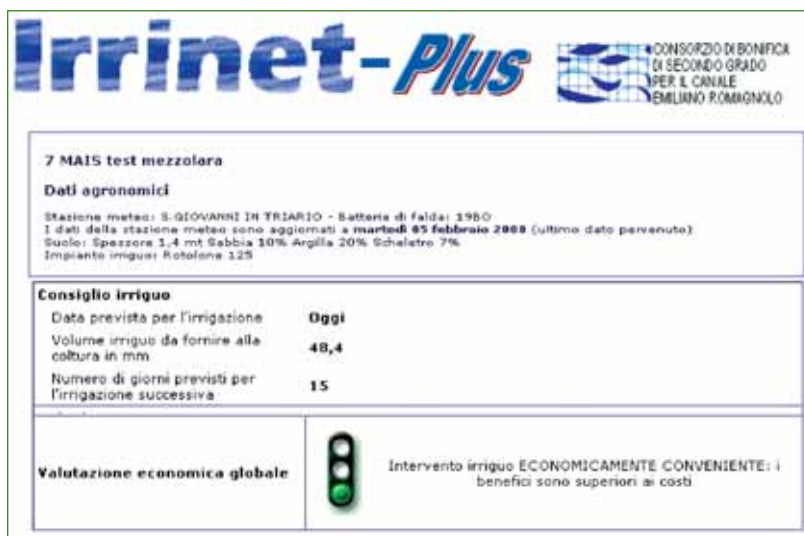 Irrinet-Plus
CONSORZIO DI BONIFICA
DI SECONDO GRADO
PER IL CANALE
EMILIANO ROMAGNOLO
7 MAIS test mezzolara
Dati agronomici
Stazione meteo: S.GIOVANNI IN TRIARIO - Batteria di falda: 19BO
I dati della stazione meteo sono aggiornati a martedì 05 febbraio 2008 (ultimo dato pervenuto)
Suolo: Spessore 1,4 mt Sabbia 10% Argilla 20% Scheletro 7%
Impianto irriguo: Rotolone 125
Consiglio irriguo
Data prevista per l'irrigazione Oggi
Volume irriguo da fornire alla
coltura in mm 48,4
Numero di giorni previsti per
l'irrigazione successiva 15
Valutazione economica globale
Intervento irriguo ECONOMICAMENTE CONVENIENTE: i
benefici sono superiori ai costi